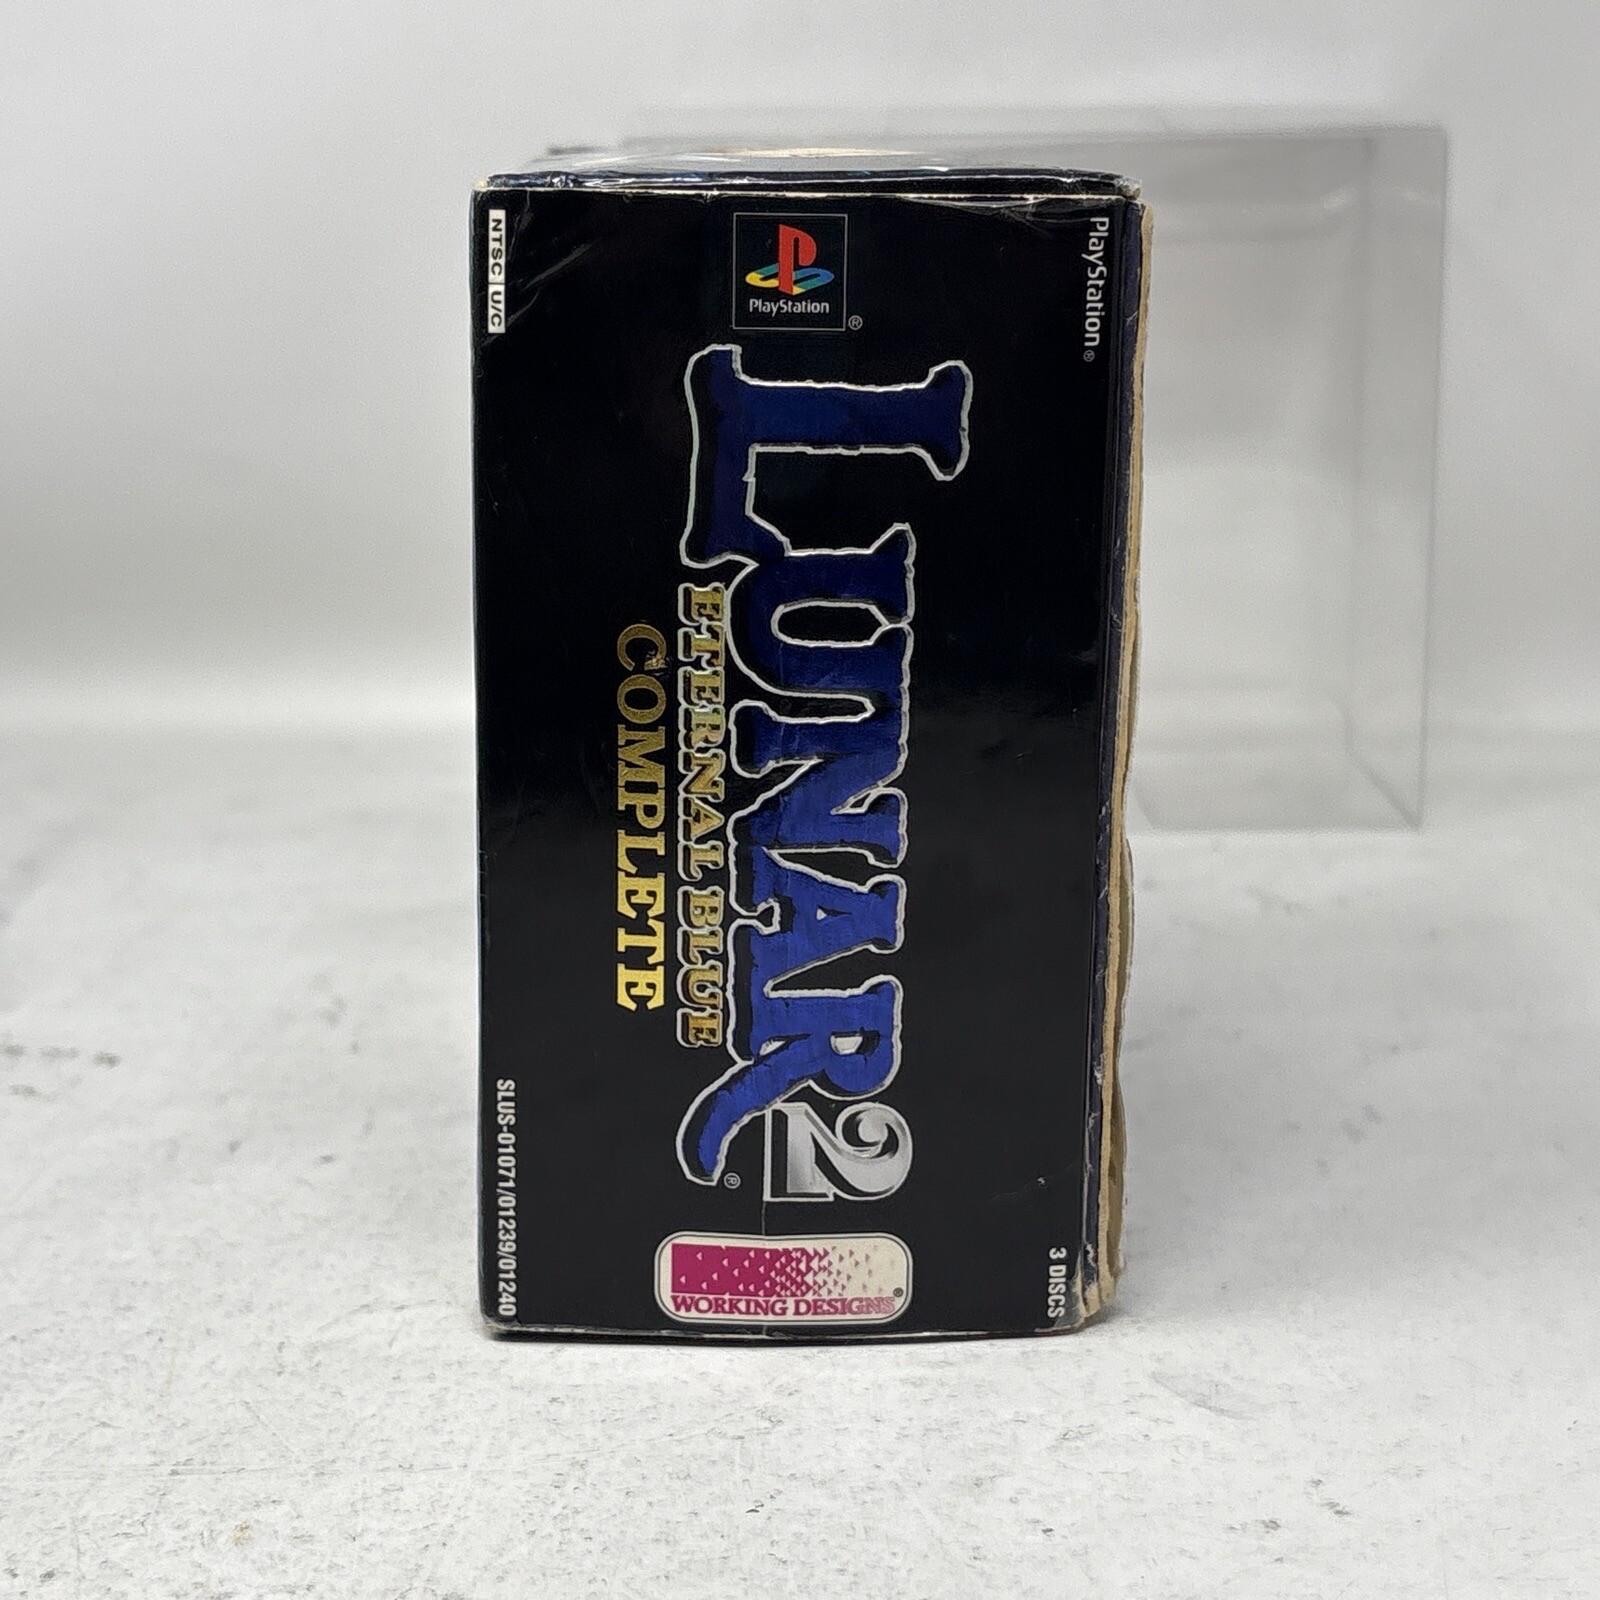 PlayStation®
3 DISCS
PlayStation
®
LUNAR 2
®
ETERNAL BLUE
COMPLETE
WORKING DESIGNS®
NTSC U/C
SLUS-01071/01239/01240